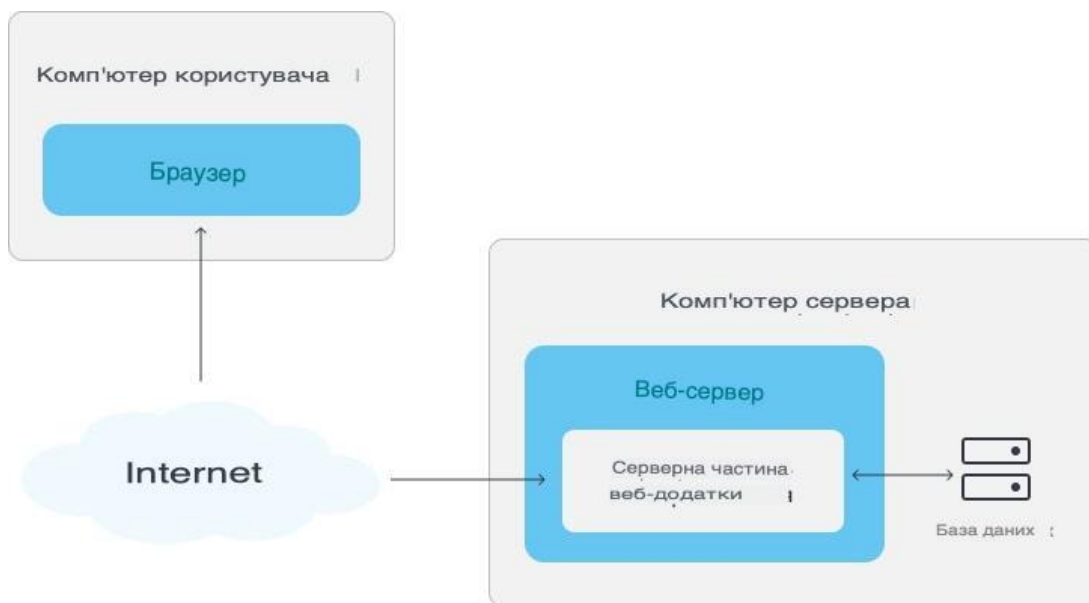 Комп'ютер користувача
Браузер
Комп'ютер сервера
Веб-сервер
Internet
Серверна частина
веб-додатки
База даних